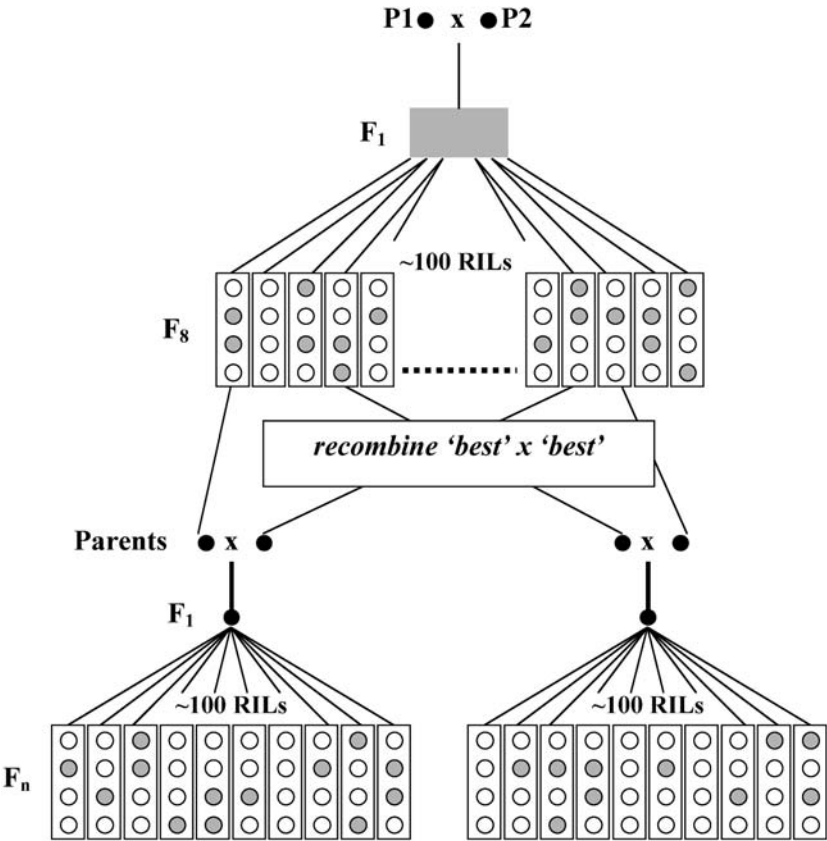 P1 x P2
F1
~100 RILs
F8
recombine ‘best’ x ‘best’
Parents x x
F1
~100 RILs ~100 RILs
Fn